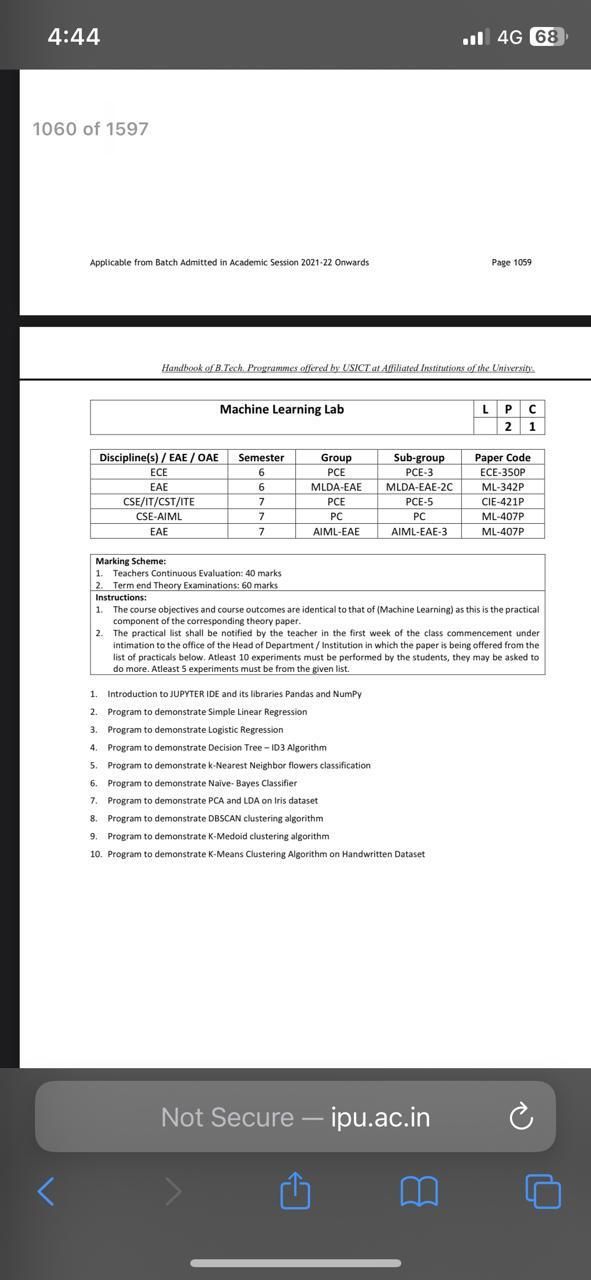 4:44
4G 68
1060 of 1597
Applicable from Batch Admitted in Academic Session 2021-22 Onwards Page 1059
Handbook of B.Tech. Programmes offered by USICT at Affiliated Institutions of the University.
Machine Learning Lab L P C
2 1
Discipline(s) / EAE / OAE Semester Group Sub-group Paper Code
ECE 6 PCE PCE-3 ECE-350P
EAE 6 MLDA-EAE MLDA-EAE-2C ML-342P
CSE/IT/CST/ITE 7 PCE PCE-5 CIE-421P
CSE-AIML 7 PC PC ML-407P
EAE 7 AIML-EAE AIML-EAE-3 ML-407P
Marking Scheme:
1. Teachers Continuous Evaluation: 40 marks
2. Term end Theory Examinations: 60 marks
Instructions:
1. The course objectives and course outcomes are identical to that of (Machine Learning) as this is the practical
component of the corresponding theory paper.
2. The practical list shall be notified by the teacher in the first week of the class commencement under
intimation to the office of the Head of Department / Institution in which the paper is being offered from the
list of practicals below. Atleast 10 experiments must be performed by the students, they may be asked to
do more. Atleast 5 experiments must be from the given list.
1. Introduction to JUPYTER IDE and its libraries Pandas and NumPy
2. Program to demonstrate Simple Linear Regression
3. Program to demonstrate Logistic Regression
4. Program to demonstrate Decision Tree – ID3 Algorithm
5. Program to demonstrate k-Nearest Neighbor flowers classification
6. Program to demonstrate Naïve- Bayes Classifier
7. Program to demonstrate PCA and LDA on Iris dataset
8. Program to demonstrate DBSCAN clustering algorithm
9. Program to demonstrate K-Medoid clustering algorithm
10. Program to demonstrate K-Means Clustering Algorithm on Handwritten Dataset
Not Secure — ipu.ac.in